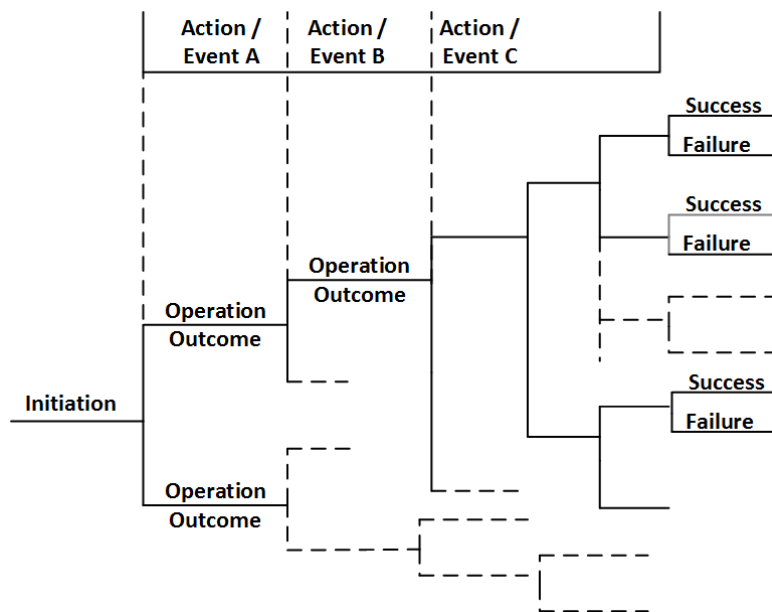 Action /
Event A
Action /
Event B
Action /
Event C
Success
Failure
Success
Failure
Operation
Outcome
Operation
Outcome
Success
Failure
Initiation
Operation
Outcome